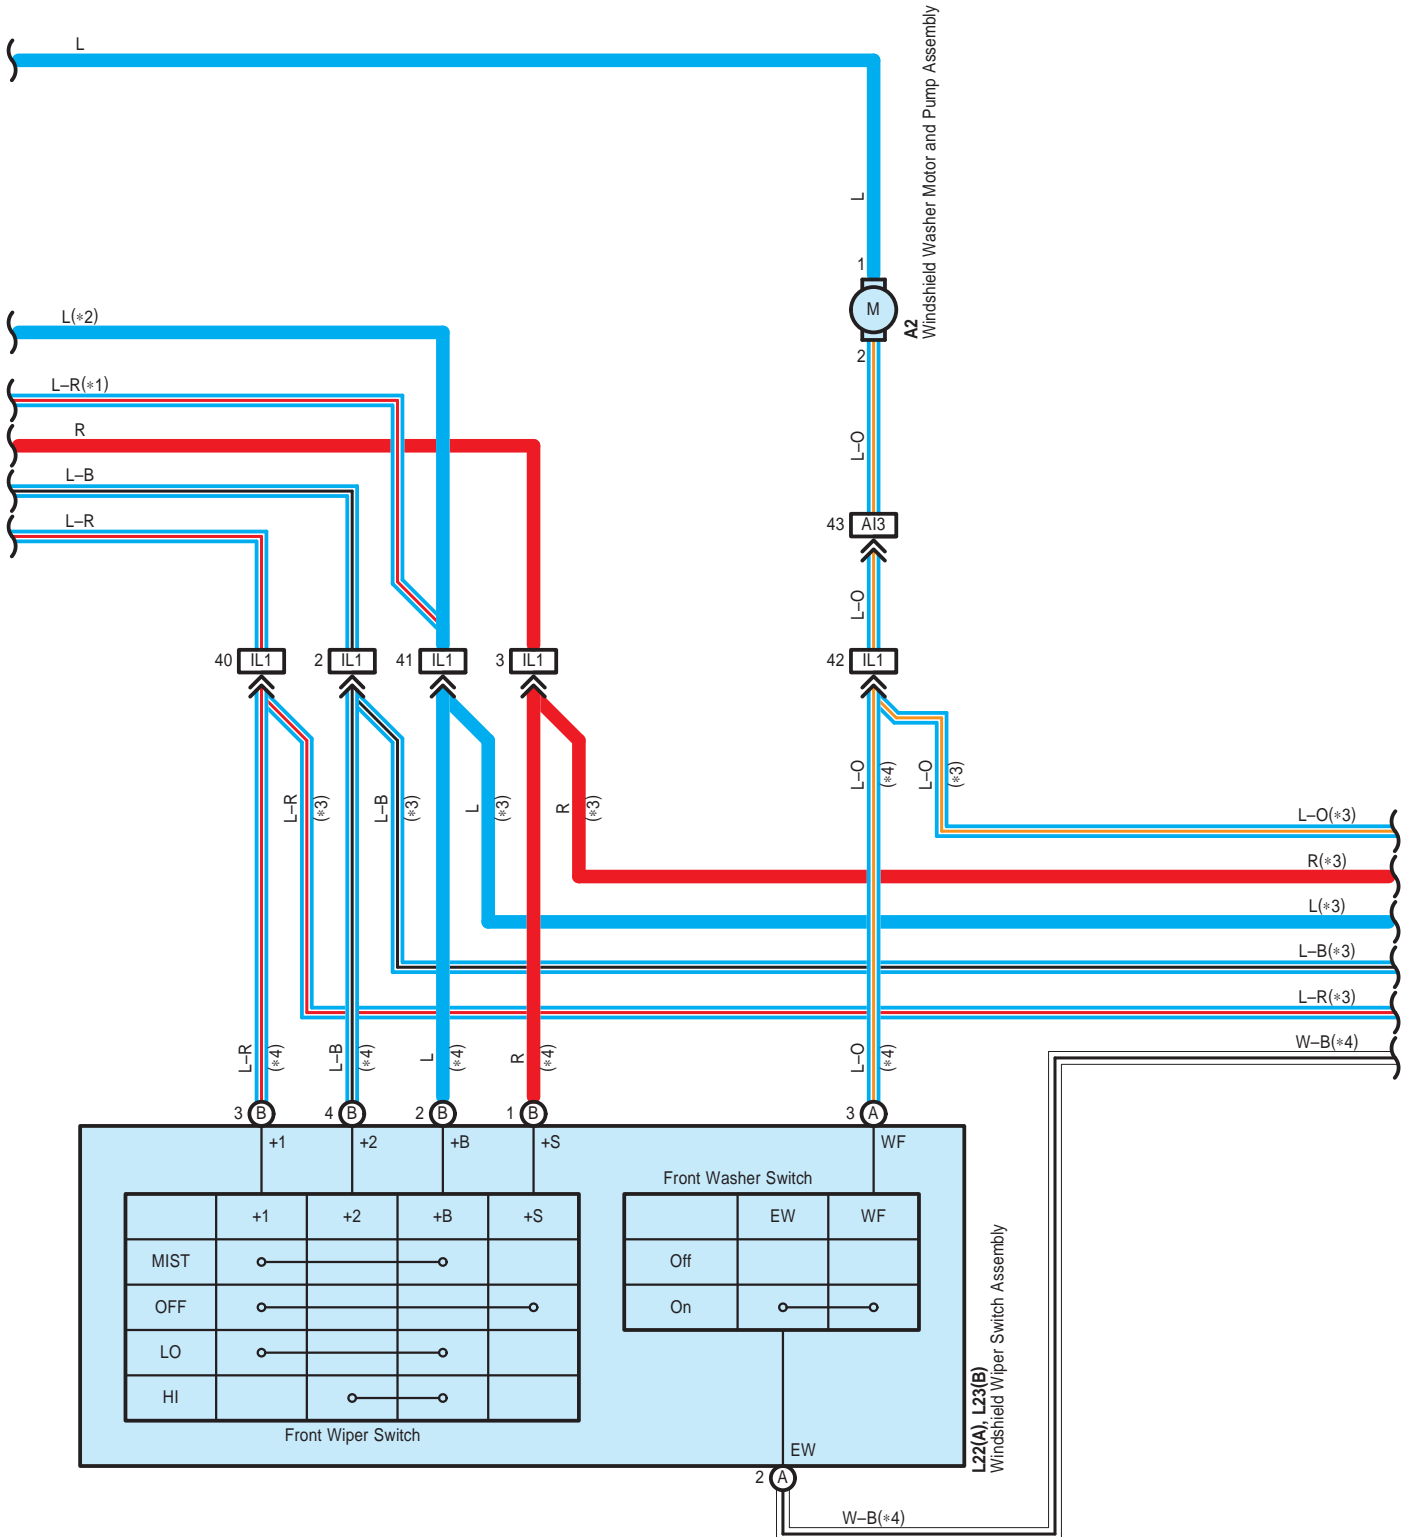 L
L
1
M
2
A2
Windshield Washer Motor and Pump Assembly
L(*2)
L–R(*1)
R
L–B
L–R
L–O
43 AI3
L–O
40 IL1
2 IL1
41 IL1
3 IL1
42 IL1
L–R
(*3)
L–B
(*3)
L
(*3)
R
(*3)
L–O
(*4)
L–O
(*3)
L–O(*3)
R(*3)
L(*3)
L–B(*3)
L–R(*3)
W–B(*4)
L–R
(*4)
L–B
(*4)
L
(*4)
R
(*4)
L–O
(*4)
3 B
4 B
2 B
1 B
3 A
+1
+2
+B
+S
WF
Front Washer Switch
+1 +2 +B +S
MIST
OFF
LO
HI
Front Wiper Switch
EW WF
Off
On
EW
2 A
L22(A), L23(B)
Windshield Wiper Switch Assembly
W–B(*4)